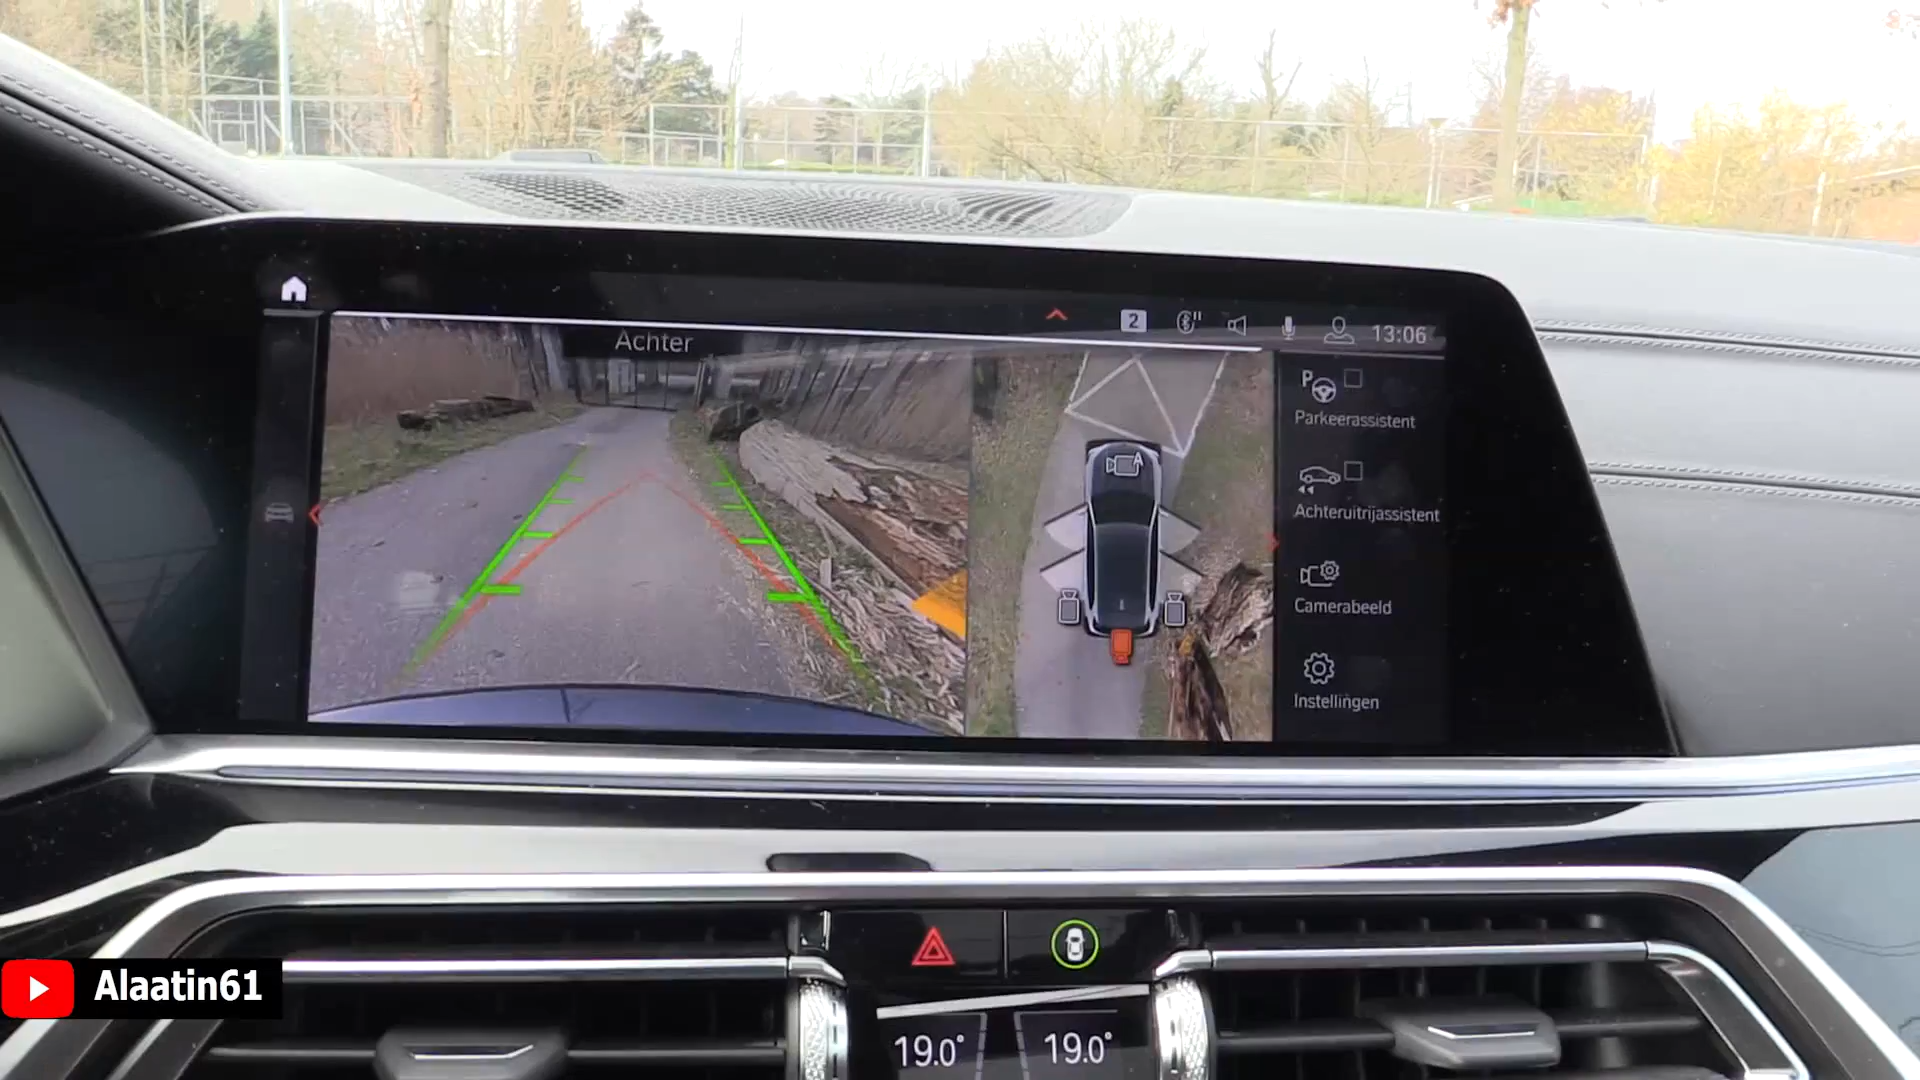 Achter
2
13:06
P
Parkeerassistent
Achteruitrijassistent
A
Camerabeeld
Instellingen
Alaatin61
19.0°
19.0°